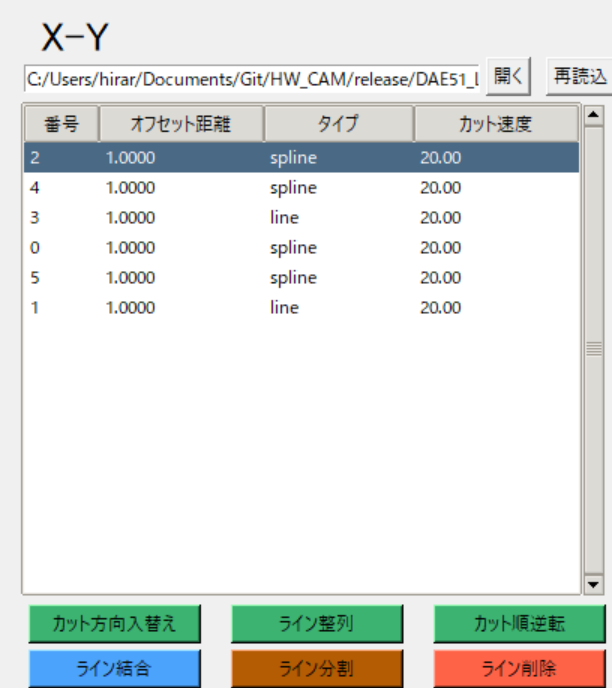 X-Y
C:/Users/hirar/Documents/Git/HW_CAM/release/DAE51_L 開く 再読込
番号 オフセット距離 タイプ カット速度
2 1.0000 spline 20.00
4 1.0000 spline 20.00
3 1.0000 line 20.00
0 1.0000 spline 20.00
5 1.0000 spline 20.00
1 1.0000 line 20.00
カット方向入替え ライン整列 カット順逆転
ライン結合 ライン分割 ライン削除